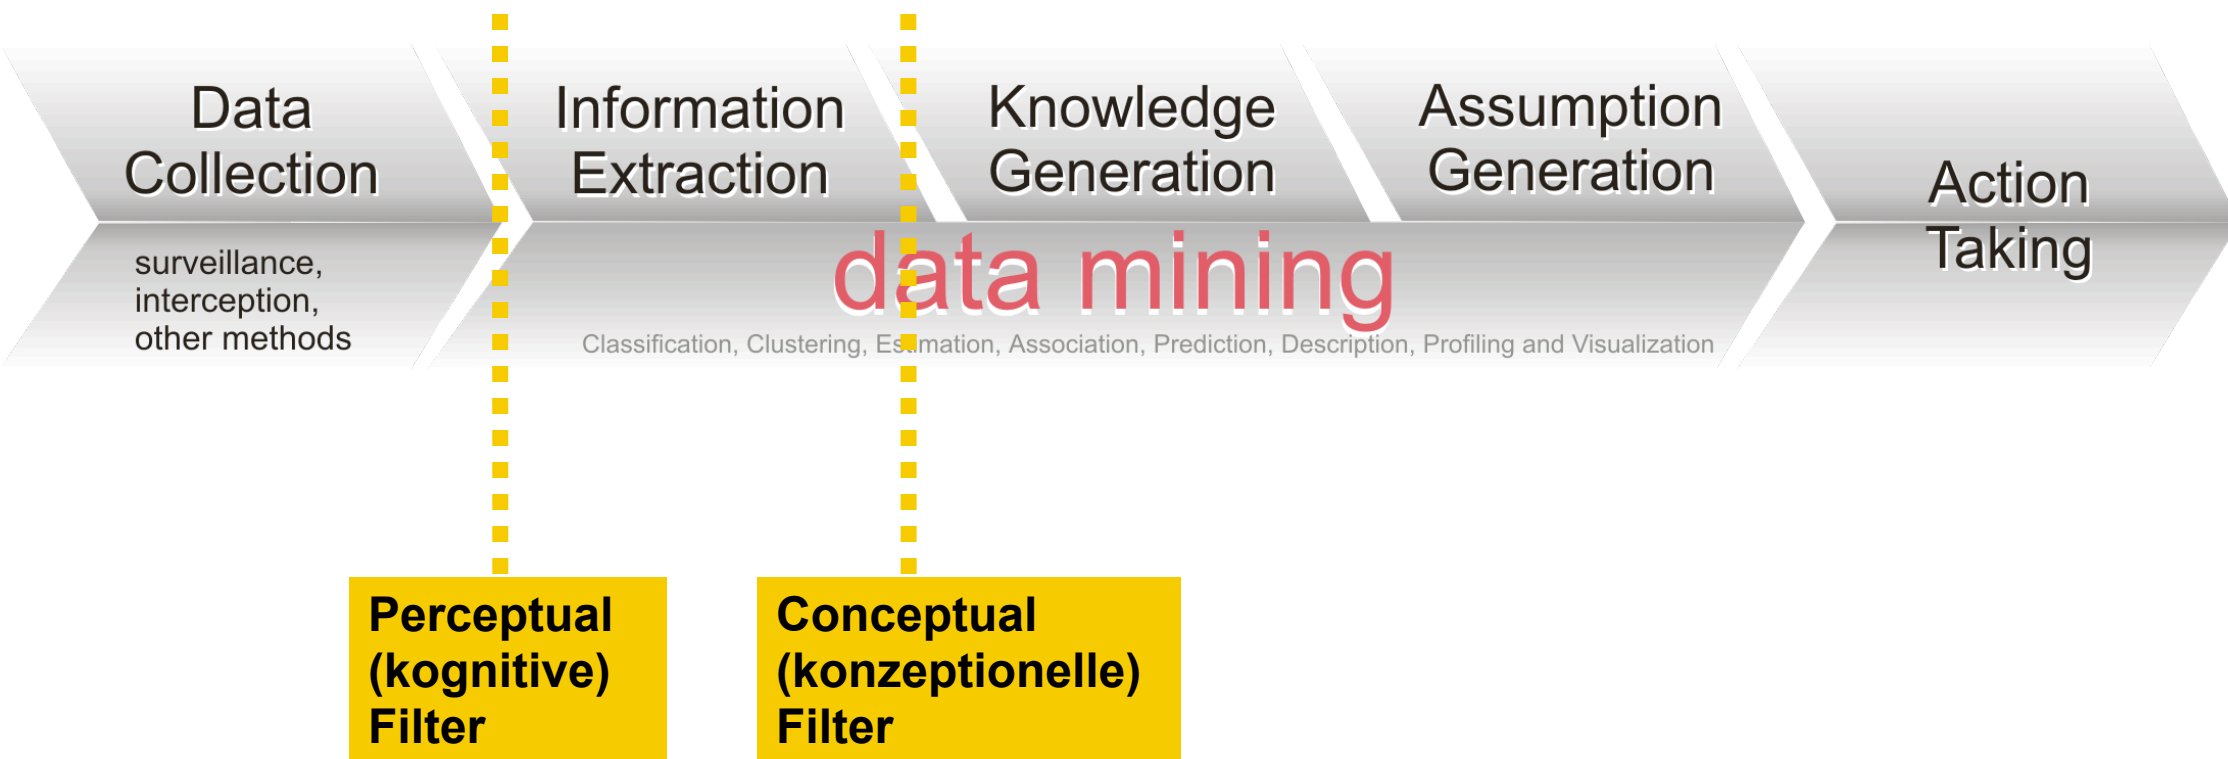 Data
Collection
Information
Extraction
Knowledge
Generation
Assumption
Generation
Action
Taking
surveillance,
interception,
other methods
data mining
Classification, Clustering, Estimation, Association, Prediction, Description, Profiling and Visualization
Perceptual
(kognitive)
Filter
Conceptual
(konzeptionelle)
Filter